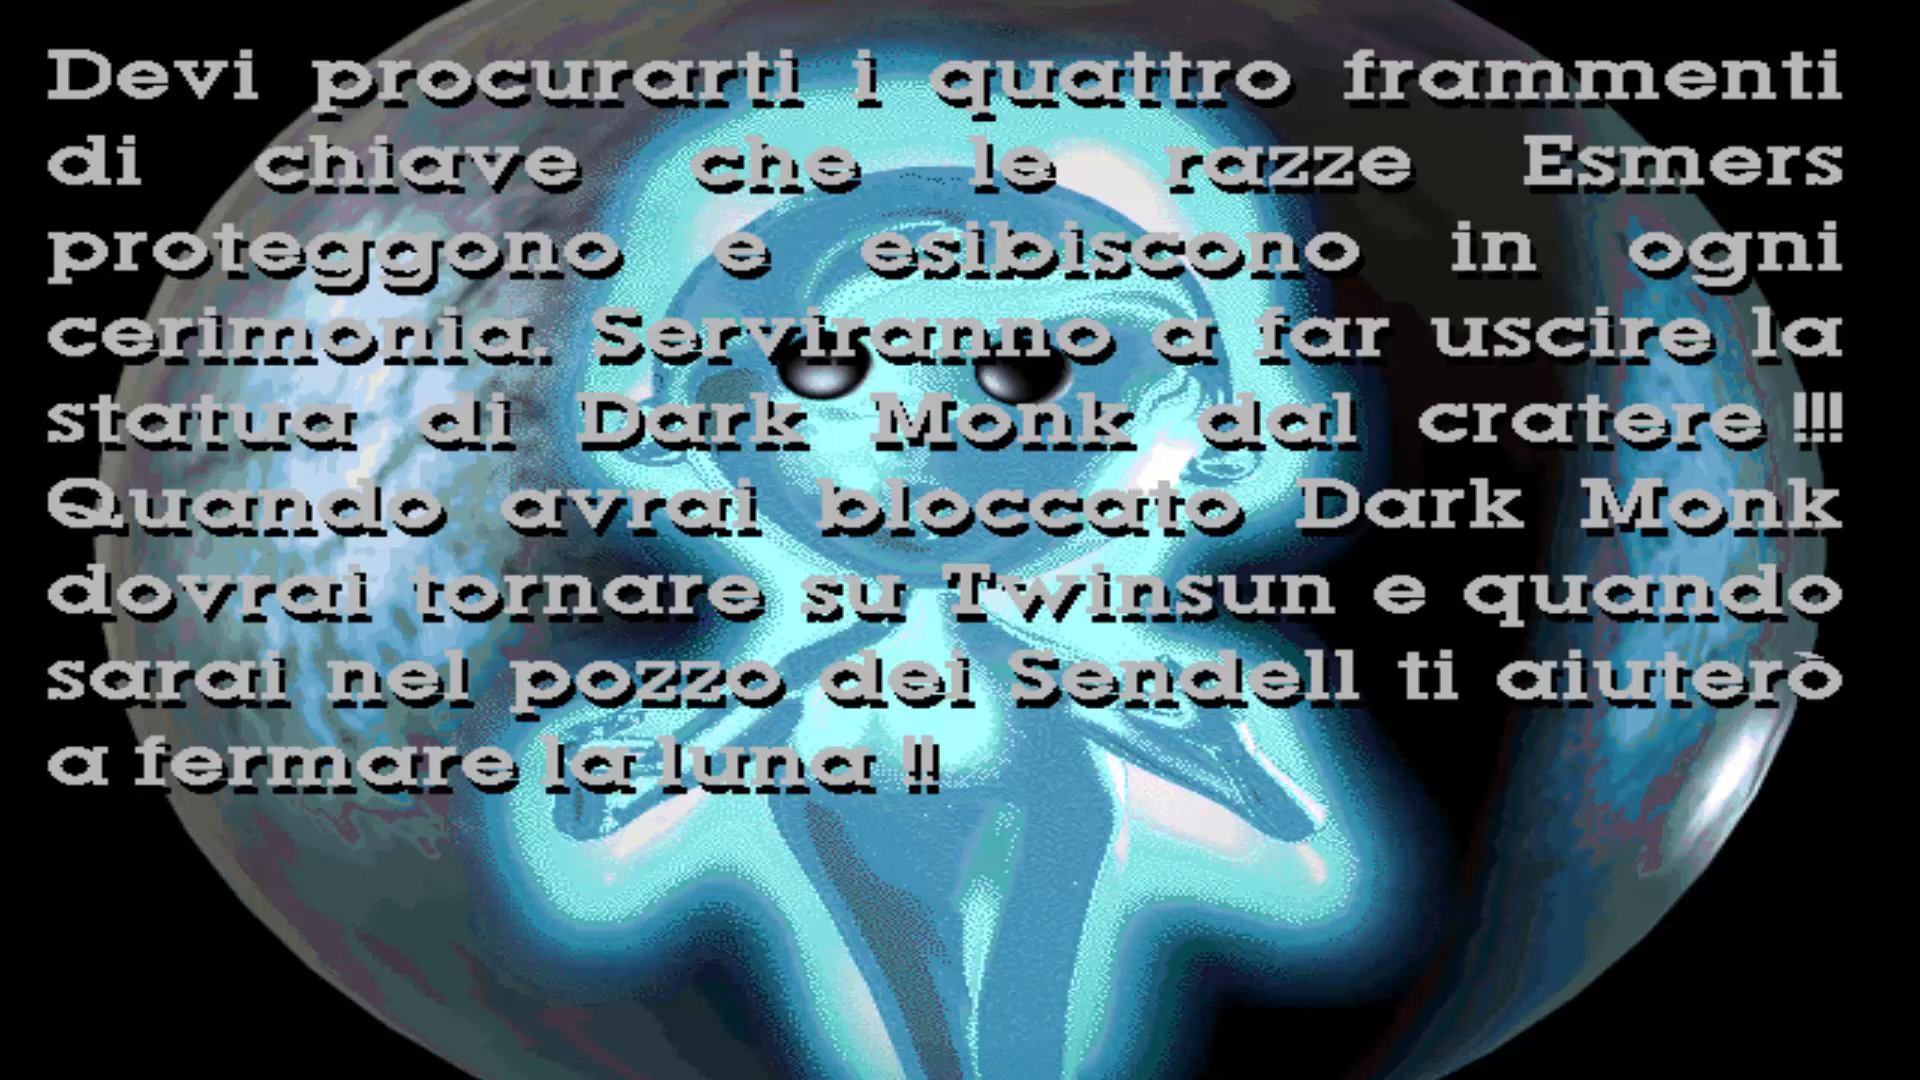 Devi procurarti i quattro frammenti
di chiave che le razze Esmers
proteggono e esibiscono in ogni
cerimonia. Serviranno a far uscire la
statua di Dark Monk dal cratere !!!
Quando avrai bloccato Dark Monk
dovrai tornare su Twinsun e quando
sarai nel pozzo dei Sendell ti aiuterò
a fermare la luna !!